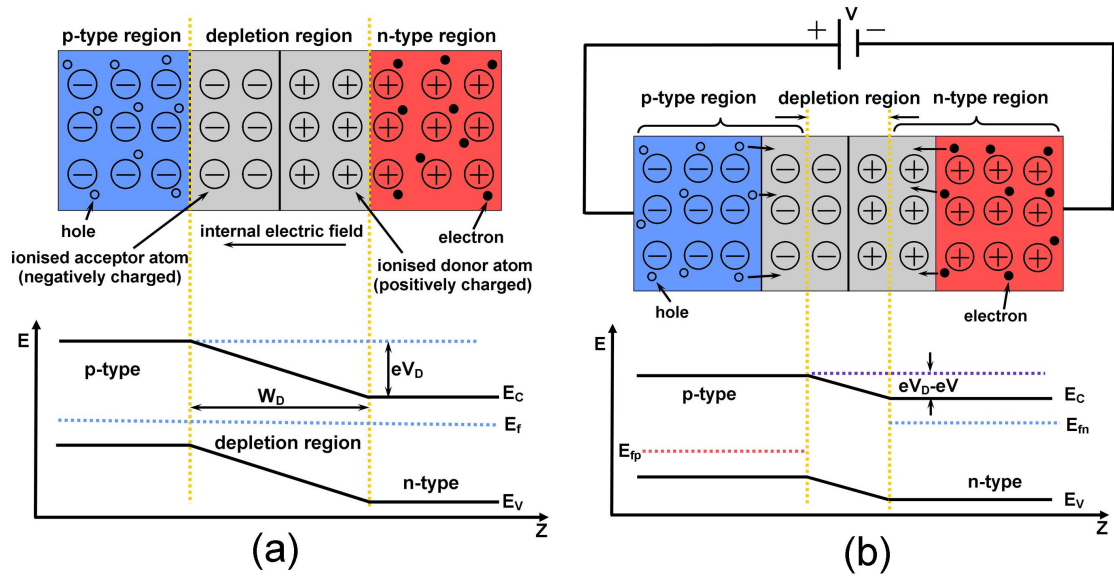 p-type region depletion region n-type region
hole
internal electric field
electron
ionised acceptor atom
(negatively charged)
ionised donor atom
(positively charged)
E
p-type
eV_D
W_D
E_C
E_f
depletion region
n-type
E_V
Z
(a)
+ V −
p-type region
depletion region
n-type region
hole
electron
E
p-type
eV_D-eV
E_C
E_fn
E_fp
n-type
E_V
Z
(b)